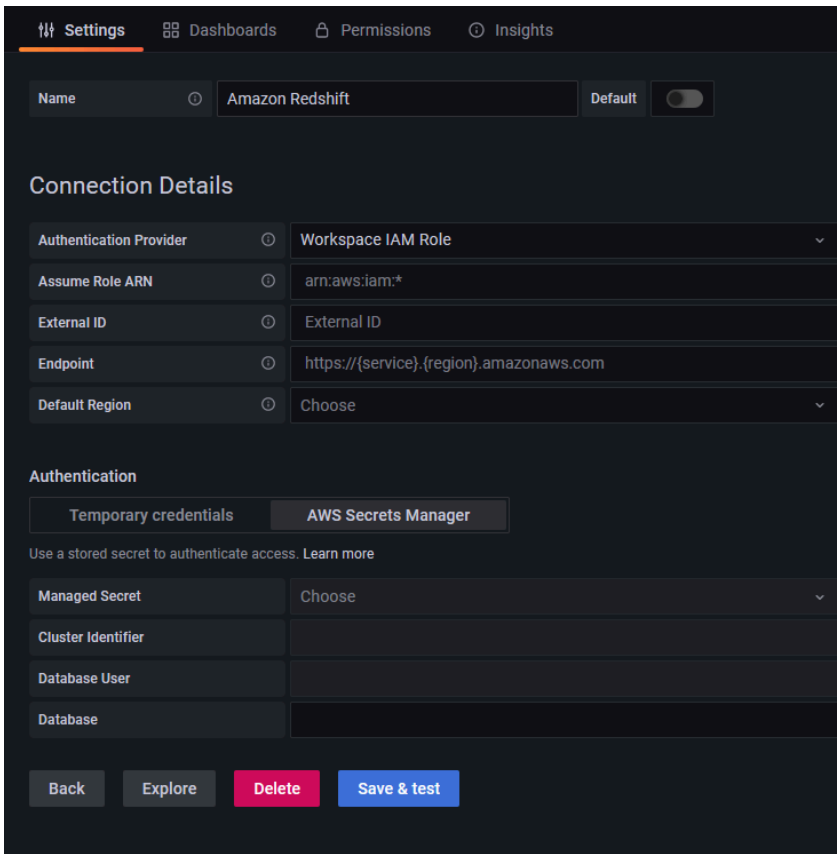 Settings Dashboards Permissions Insights
Name Amazon Redshift Default
Connection Details
Authentication Provider Workspace IAM Role
Assume Role ARN arn:aws:iam:*
External ID External ID
Endpoint https://{service}.{region}.amazonaws.com
Default Region Choose
Authentication
Temporary credentials AWS Secrets Manager
Use a stored secret to authenticate access. Learn more
Managed Secret Choose
Cluster Identifier
Database User
Database
Back Explore Delete Save & test